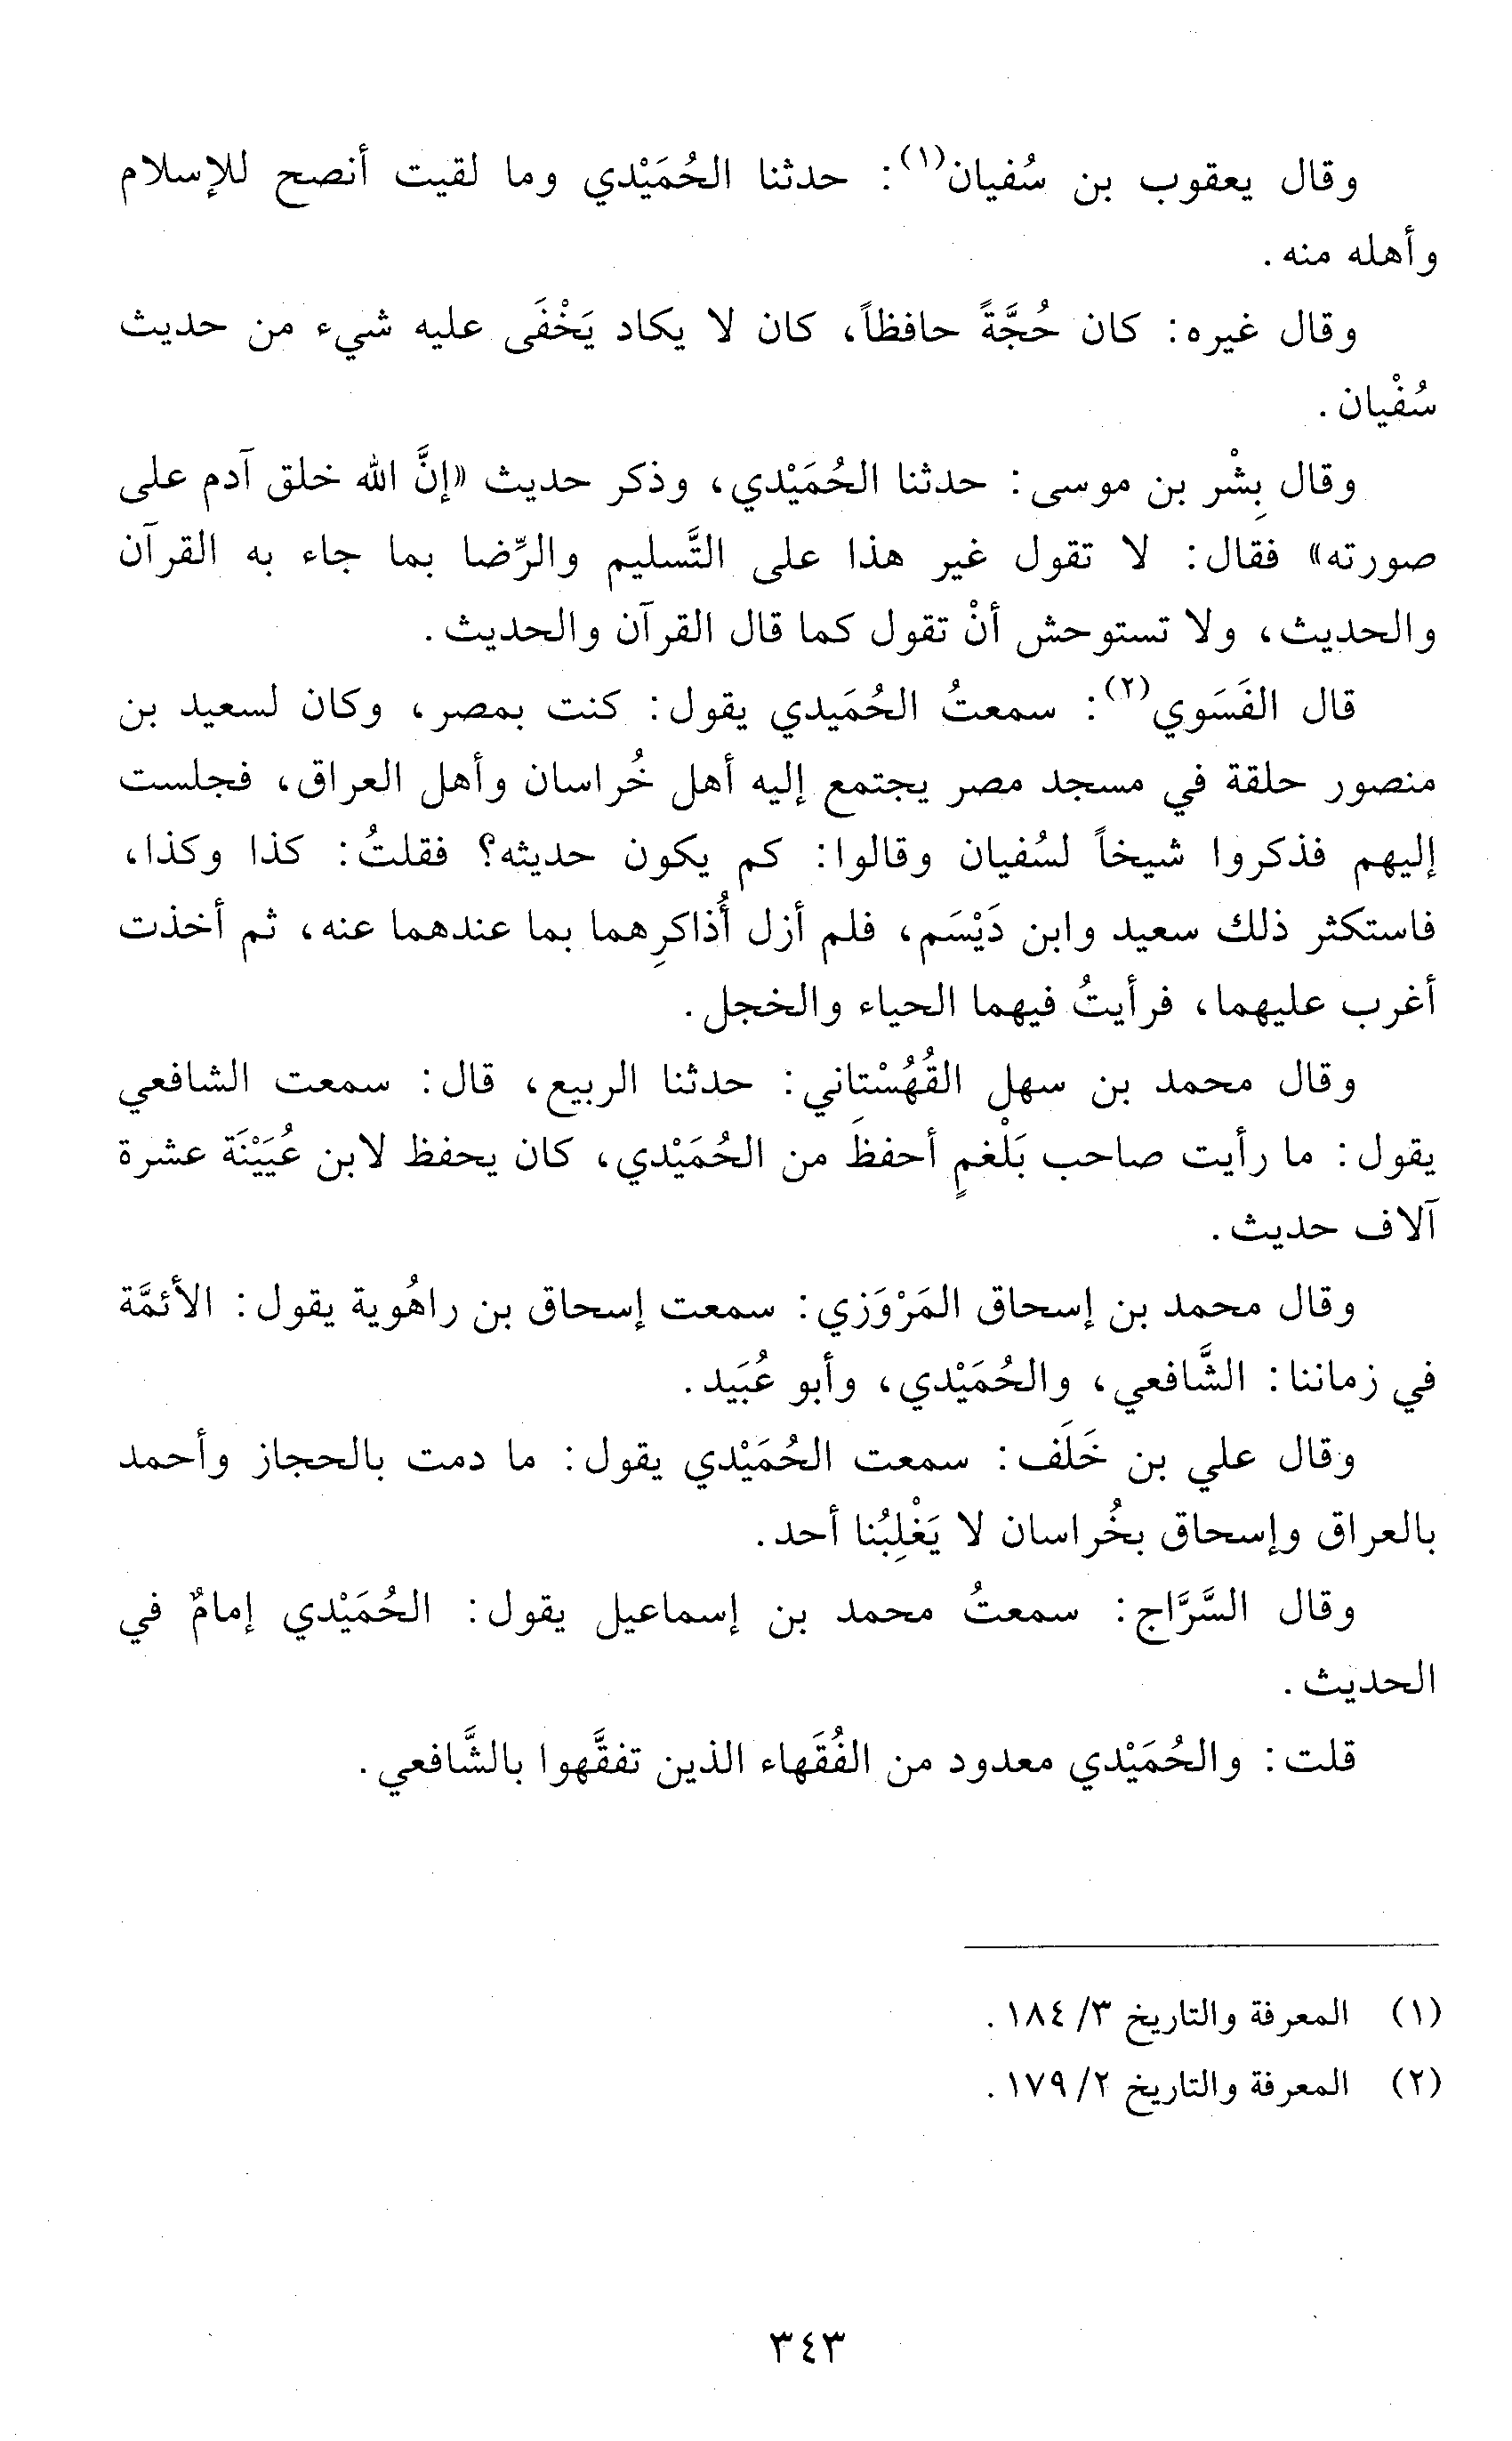 وقال يعقوب بن سُفيان(١): حدثنا الحُمَيْدي وما لقيت أنصح للإسلام
وأهله منه.
وقال غيره: كان حُجَّةً حافظاً، كان لا يكاد يَخْفَى عليه شيء من حديث
سُفْيان.
وقال بِشْر بن موسى: حدثنا الحُمَيْدي، وذكر حديث «إنَّ الله خلق آدم على
صورته» فقال: لا تقول غير هذا على التَّسليم والرِّضا بما جاء به القرآن
والحديث، ولا تستوحش أنْ تقول كما قال القرآن والحديث.
قال الفَسَوي(٢): سمعتُ الحُمَيدي يقول: كنت بمصر، وكان لسعيد بن
منصور حلقة في مسجد مصر يجتمع إليه أهل خُراسان وأهل العراق، فجلست
إليهم فذكروا شيخاً لسُفيان وقالوا: كم يكون حديثه؟ فقلتُ: كذا وكذا،
فاستكثر ذلك سعيد وابن دَيْسَم، فلم أزل أُذاكرِهما بما عندهما عنه، ثم أخذت
أغرب عليهما، فرأيتُ فيهما الحياء والخجل.
وقال محمد بن سهل القُهُسْتاني: حدثنا الربيع، قال: سمعت الشافعي
يقول: ما رأيت صاحب بَلْغمٍ أحفظَ من الحُمَيْدي، كان يحفظ لابن عُيَيْنَة عشرة
آلاف حديث.
وقال محمد بن إسحاق المَرْوَزي: سمعت إسحاق بن راهُوية يقول: الأئمَّة
في زماننا: الشَّافعي، والحُمَيْدي، وأبو عُبَيد.
وقال علي بن خَلَف: سمعت الحُمَيْدي يقول: ما دمت بالحجاز وأحمد
بالعراق وإسحاق بخُراسان لا يَغْلِبُنا أحد.
وقال السَّرَّاج: سمعتُ محمد بن إسماعيل يقول: الحُمَيْدي إمامٌ في
الحديث.
قلت: والحُمَيْدي معدود من الفُقَهاء الذين تفقَّهوا بالشَّافعي.
(١) المعرفة والتاريخ ٣/ ١٨٤.
(٢) المعرفة والتاريخ ٢/ ١٧٩.
٣٤٣